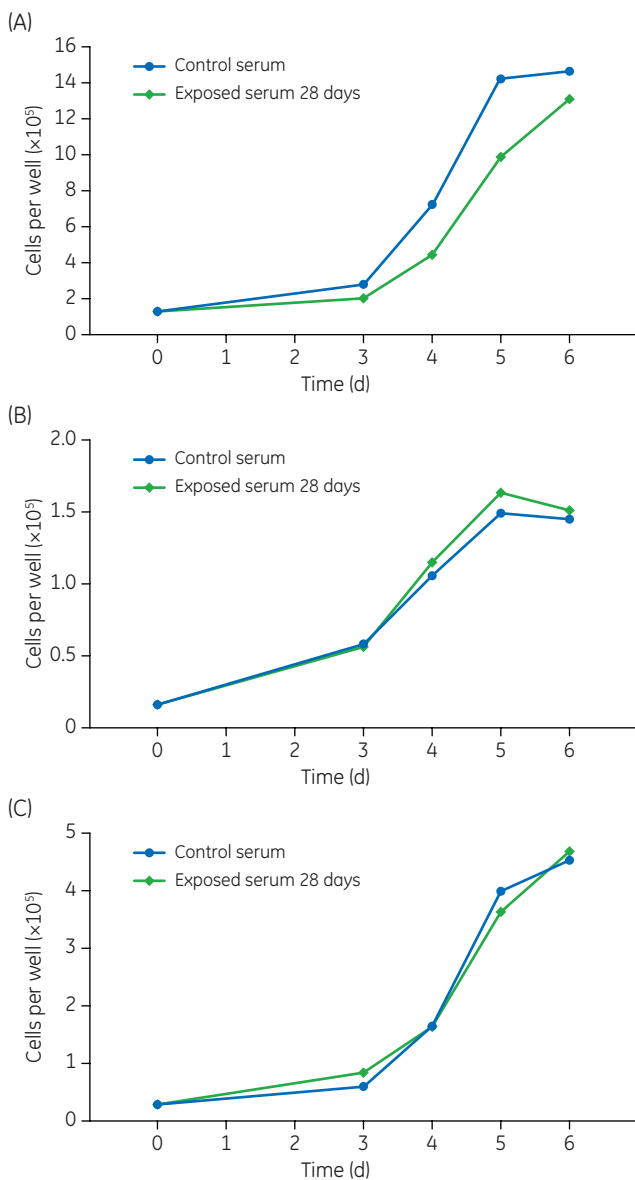 (A)
Cells per well (×10⁵)
16
14
12
10
8
6
4
2
0
Control serum
Exposed serum 28 days
0 1 2 3 4 5 6
Time (d)
(B)
Cells per well (×10⁵)
2.0
1.5
1.0
0.5
0
Control serum
Exposed serum 28 days
0 1 2 3 4 5 6
Time (d)
(C)
Cells per well (×10⁵)
5
4
3
2
1
0
Control serum
Exposed serum 28 days
0 1 2 3 4 5 6
Time (d)